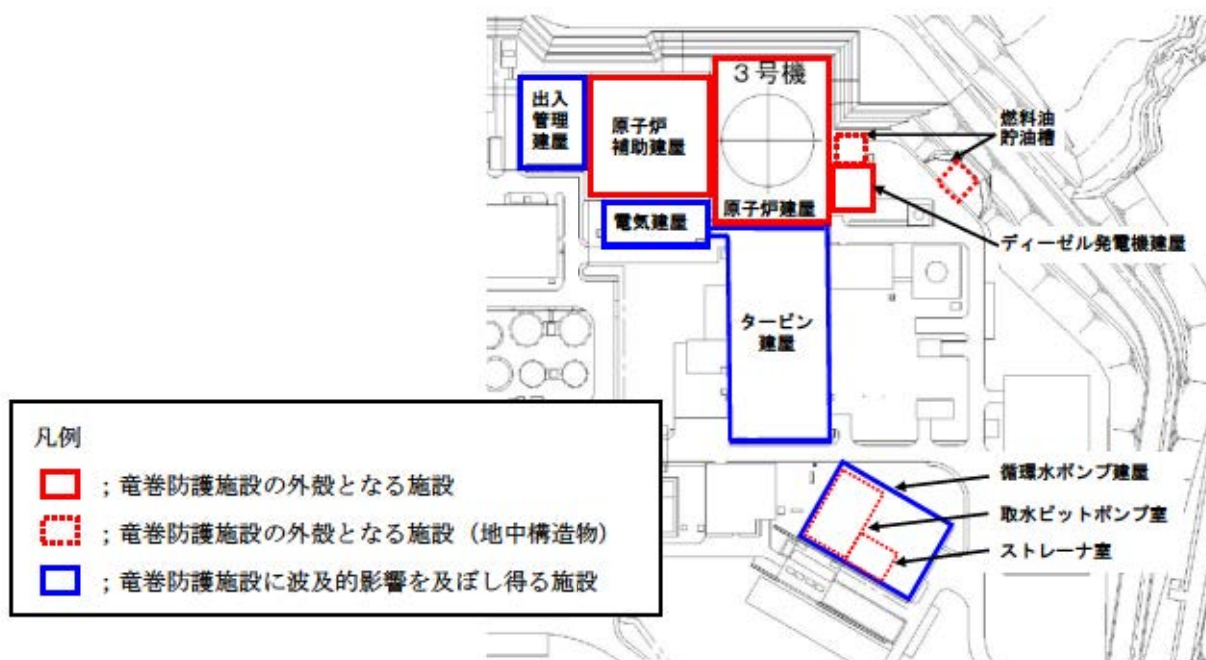 3号機
出入
管理
建屋
原子炉
補助建屋
燃料油
貯油槽
原子炉建屋
電気建屋
ディーゼル発電機建屋
タービン
建屋
循環水ポンプ建屋
取水ピットポンプ室
ストレーナ室
凡例
；竜巻防護施設の外殻となる施設
；竜巻防護施設の外殻となる施設（地中構造物）
；竜巻防護施設に波及的影響を及ぼし得る施設